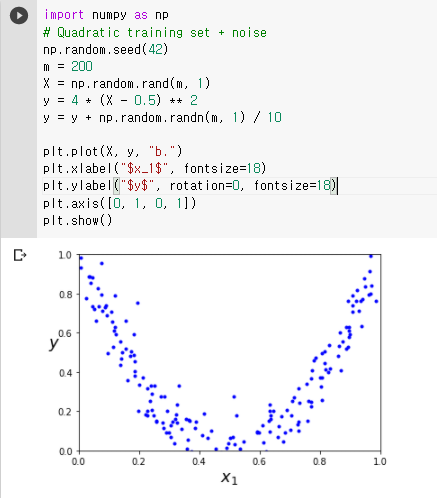 import numpy as np
# Quadratic training set + noise
np.random.seed(42)
m = 200
X = np.random.rand(m, 1)
y = 4 * (X - 0.5) ** 2
y = y + np.random.randn(m, 1) / 10
plt.plot(X, y, "b.")
plt.xlabel("$x_1$", fontsize=18)
plt.ylabel("$y$", rotation=0, fontsize=18)
plt.axis([0, 1, 0, 1])
plt.show()
1.0
0.8
0.6
y
0.4
0.2
0.0
0.0 0.2 0.4 0.6 0.8 1.0
x₁